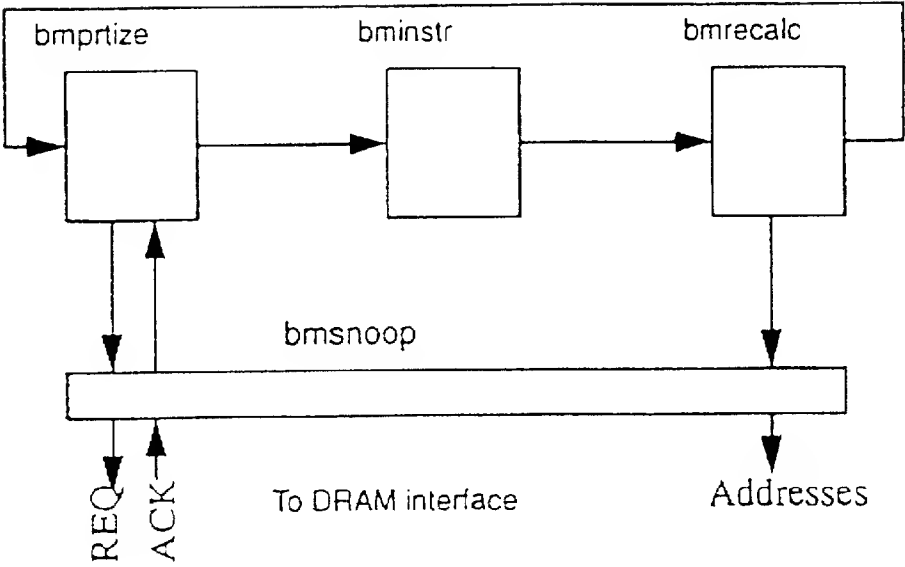 bmprtize
bminstr
bmrecalc
bmsnoop
REQ
ACK
To DRAM interface
Addresses